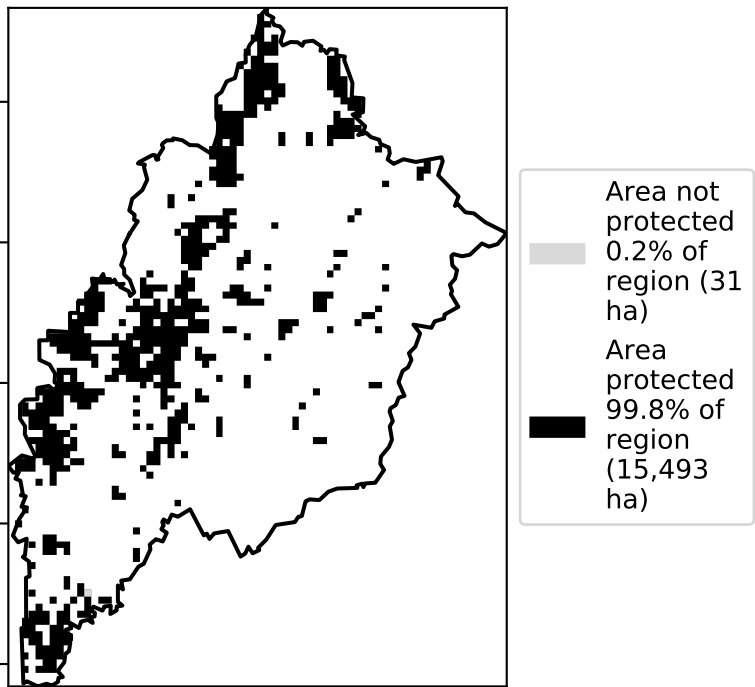 Area not
protected
0.2% of
region (31
ha)
Area
protected
99.8% of
region
(15,493
ha)